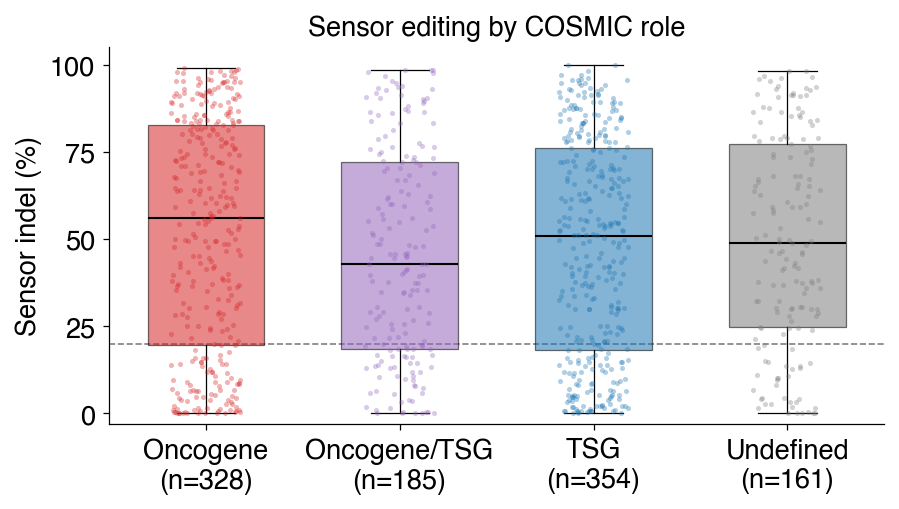 Sensor editing by COSMIC role
Sensor indel (%)
100
75
50
25
0
Oncogene
(n=328)
Oncogene/TSG
(n=185)
TSG
(n=354)
Undefined
(n=161)